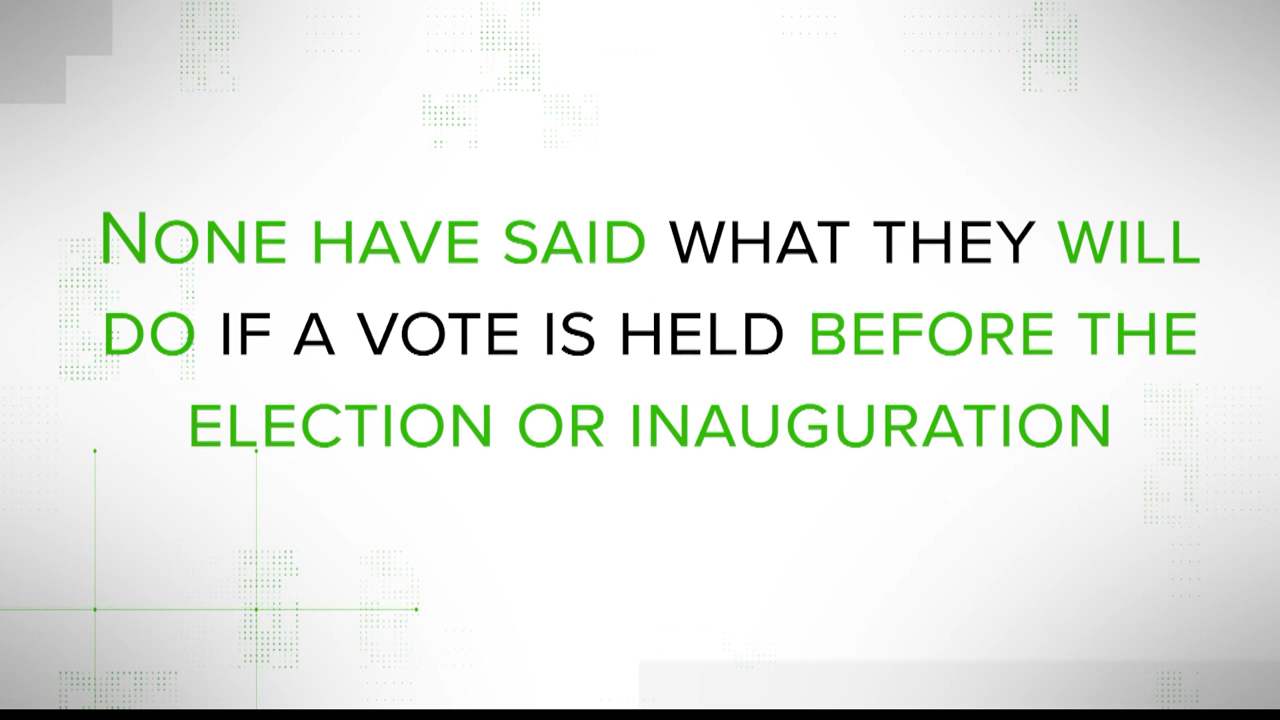 NONE HAVE SAID WHAT THEY WILL
DO IF A VOTE IS HELD BEFORE THE
ELECTION OR INAUGURATION